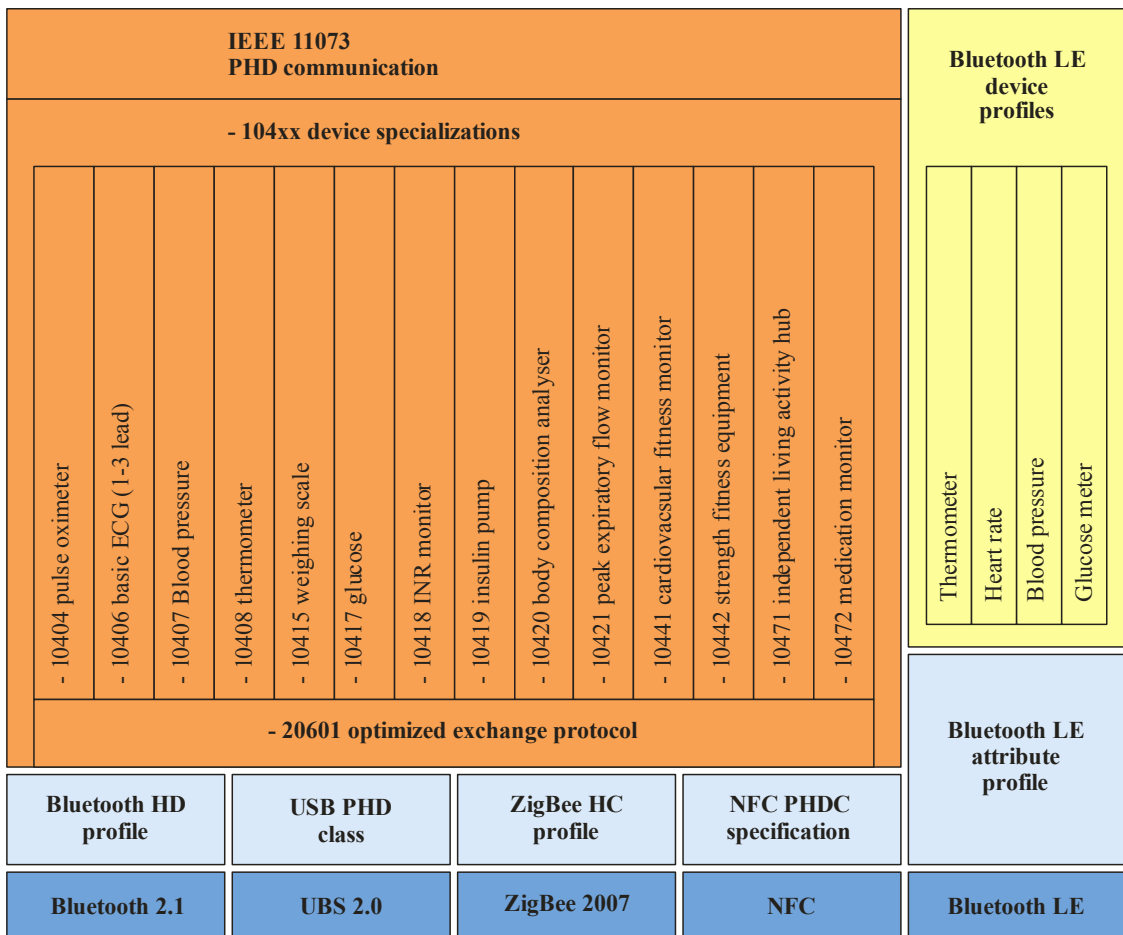 IEEE 11073
PHD communication
- 104xx device specializations
- 10404 pulse oximeter
- 10406 basic ECG (1-3 lead)
- 10407 Blood pressure
- 10408 thermometer
- 10415 weighing scale
- 10417 glucose
- 10418 INR monitor
- 10419 insulin pump
- 10420 body composition analyser
- 10421 peak expiratory flow monitor
- 10441 cardiovacsular fitness monitor
- 10442 strength fitness equipment
- 10471 independent living activity hub
- 10472 medication monitor
- 20601 optimized exchange protocol
Bluetooth LE
device
profiles
Thermometer
Heart rate
Blood pressure
Glucose meter
Bluetooth HD
profile
USB PHD
class
ZigBee HC
profile
NFC PHDC
specification
Bluetooth LE
attribute
profile
Bluetooth 2.1
UBS 2.0
ZigBee 2007
NFC
Bluetooth LE